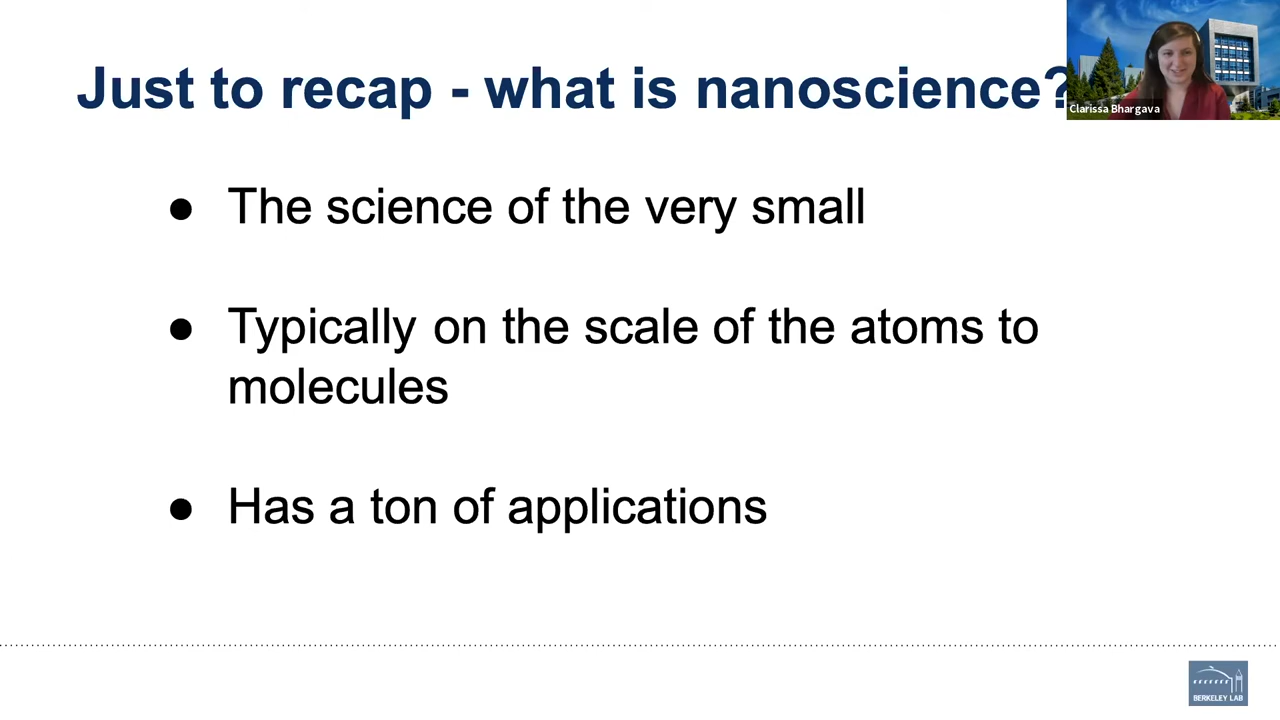 Just to recap - what is nanoscience?
Clarissa Bhargava
● The science of the very small
● Typically on the scale of the atoms to
molecules
● Has a ton of applications
BERKELEY LAB